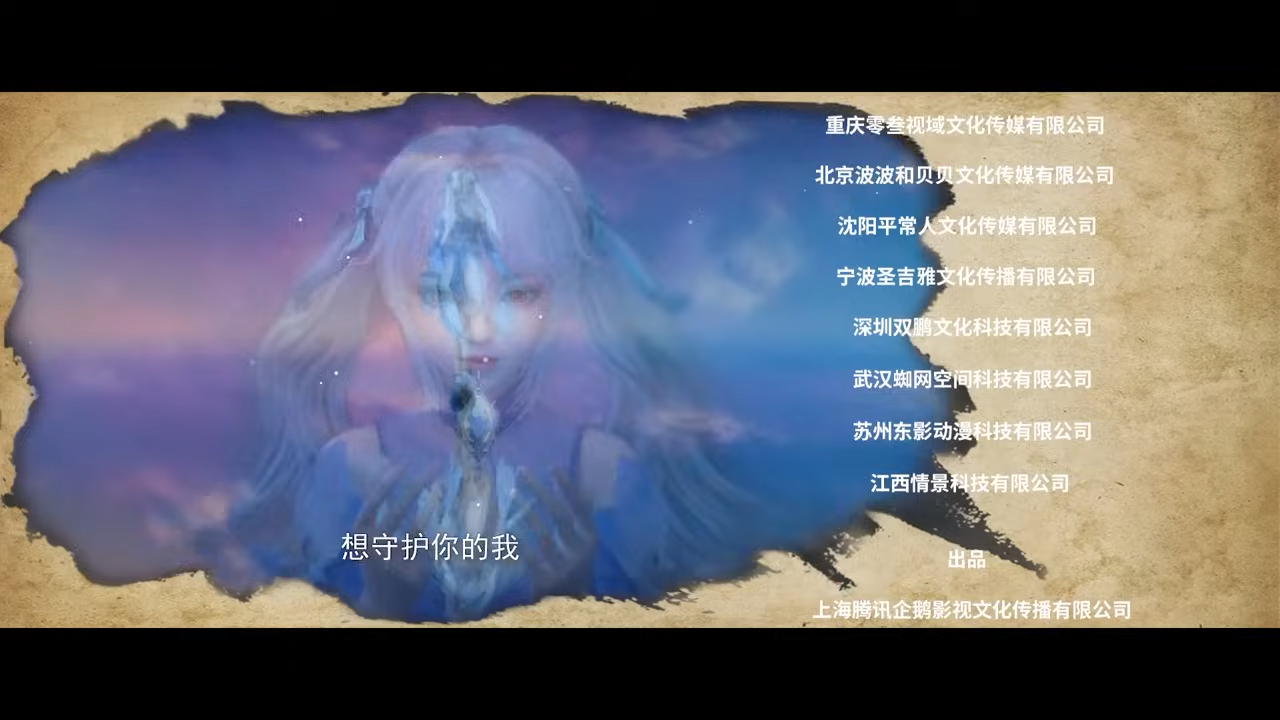 重庆零叁视域文化传媒有限公司
北京波波和贝贝文化传媒有限公司
沈阳平常人文化传媒有限公司
宁波圣吉雅文化传播有限公司
深圳双鹏文化科技有限公司
武汉蜘网空间科技有限公司
苏州东影动漫科技有限公司
江西情景科技有限公司
想守护你的我
出品
上海腾讯企鹅影视文化传播有限公司